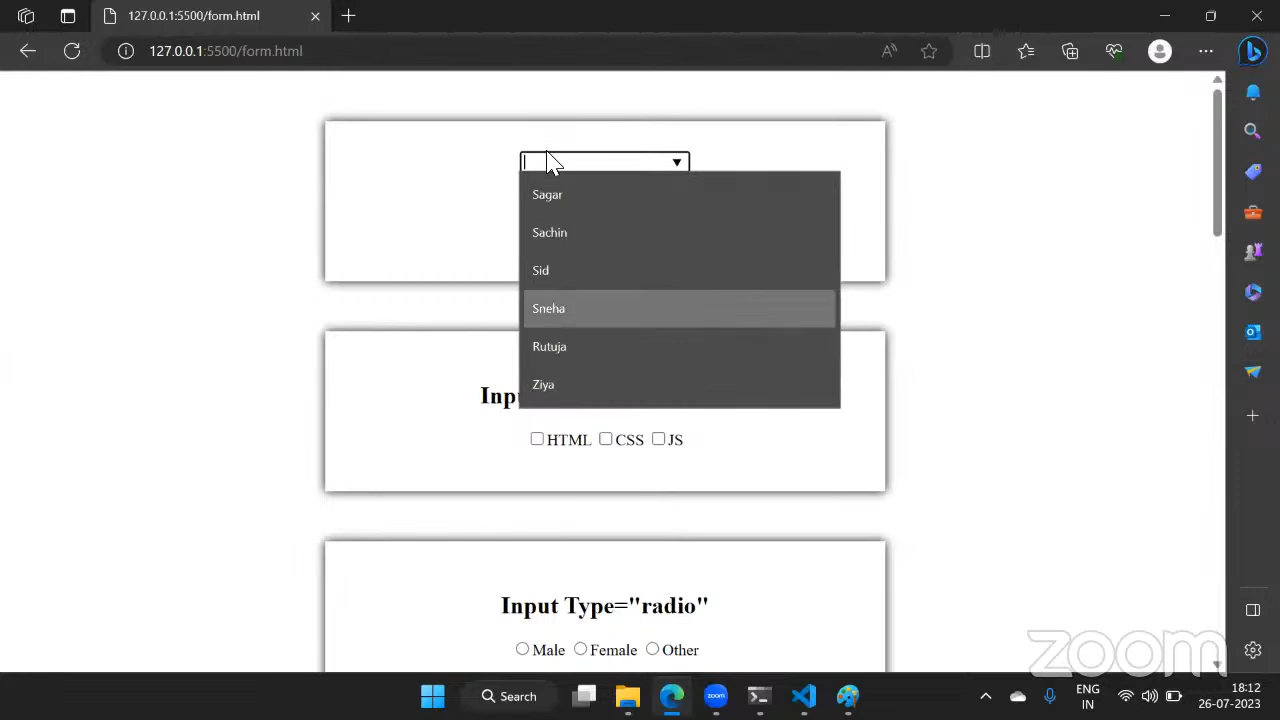 127.0.0.1:5500/form.html
127.0.0.1:5500/form.html
Sagar
Sachin
Sid
Sneha
Rutuja
Ziya
Inp
HTML CSS JS
Input Type="radio"
Male Female Other
zoom
Search
zoom
ENG
IN
18:12
26-07-2023